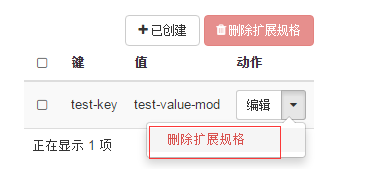 已创建 删除扩展规格
键 值 动作
test-key test-value-mod 编辑
删除扩展规格
正在显示 1 项